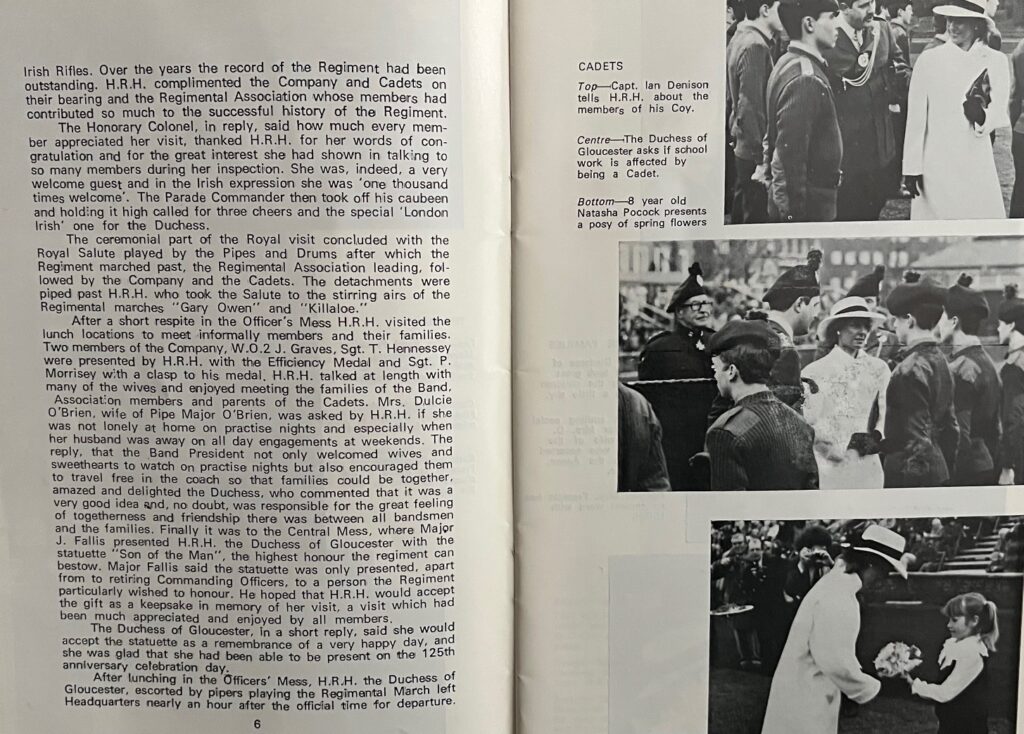 Irish Rifles. Over the years the record of the Regiment had been
outstanding. H.R.H. complimented the Company and Cadets on
their bearing and the Regimental Association whose members had
contributed so much to the successful history of the Regiment.
The Honorary Colonel, in reply, said how much every mem-
ber appreciated her visit, thanked H.R.H. for her words of con-
gratulation and for the great interest she had shown in talking to
so many members during her inspection. She was, indeed, a very
welcome guest and in the Irish expression she was 'one thousand
times welcome'. The Parade Commander then took off his caubeen
and holding it high called for three cheers and the special 'London
Irish' one for the Duchess.
The ceremonial part of the Royal visit concluded with the
Royal Salute played by the Pipes and Drums after which the
Regiment marched past, the Regimental Association leading, fol-
lowed by the Company and the Cadets. The detachments were
piped past H.R.H. who took the Salute to the stirring airs of the
Regimental marches "Gary Owen" and "Killaloe."
After a short respite in the Officer's Mess H.R.H. visited the
lunch locations to meet informally members and their families.
Two members of the Company, W.O.2 J. Graves, Sgt. T. Hennessey
were presented by H.R.H. with the Efficiency Medal and Sgt. P.
Morrisey with a clasp to his medal. H.R.H. talked at length with
many of the wives and enjoyed meeting the families of the Band,
Association members and parents of the Cadets. Mrs. Dulcie
O'Brien, wife of Pipe Major O'Brien, was asked by H.R.H. if she
was not lonely at home on practise nights and especially when
her husband was away on all day engagements at weekends. The
reply, that the Band President not only welcomed wives and
sweethearts to watch on practise nights but also encouraged them
to travel free in the coach so that families could be together,
amazed and delighted the Duchess, who commented that it was a
very good idea and, no doubt, was responsible for the great feeling
of togetherness and friendship there was between all bandsmen
and the families. Finally it was to the Central Mess, where Major
J. Fallis presented H.R.H. the Duchess of Gloucester with the
statuette "Son of the Man", the highest honour the regiment can
bestow. Major Fallis said the statuette was only presented, apart
from to retiring Commanding Officers, to a person the Regiment
particularly wished to honour. He hoped that H.R.H. would accept
the gift as a keepsake in memory of her visit, a visit which had
been much appreciated and enjoyed by all members.
The Duchess of Gloucester, in a short reply, said she would
accept the statuette as a remembrance of a very happy day, and
she was glad that she had been able to be present on the 125th
anniversary celebration day.
After lunching in the Officers' Mess, H.R.H. the Duchess of
Gloucester, escorted by pipers playing the Regimental March left
Headquarters nearly an hour after the official time for departure.
6
CADETS
Top—Capt. Ian Denison
tells H.R.H. about the
members of his Coy.
Centre—The Duchess of
Gloucester asks if school
work is affected by
being a Cadet.
Bottom—8 year old
Natasha Pocock presents
a posy of spring flowers